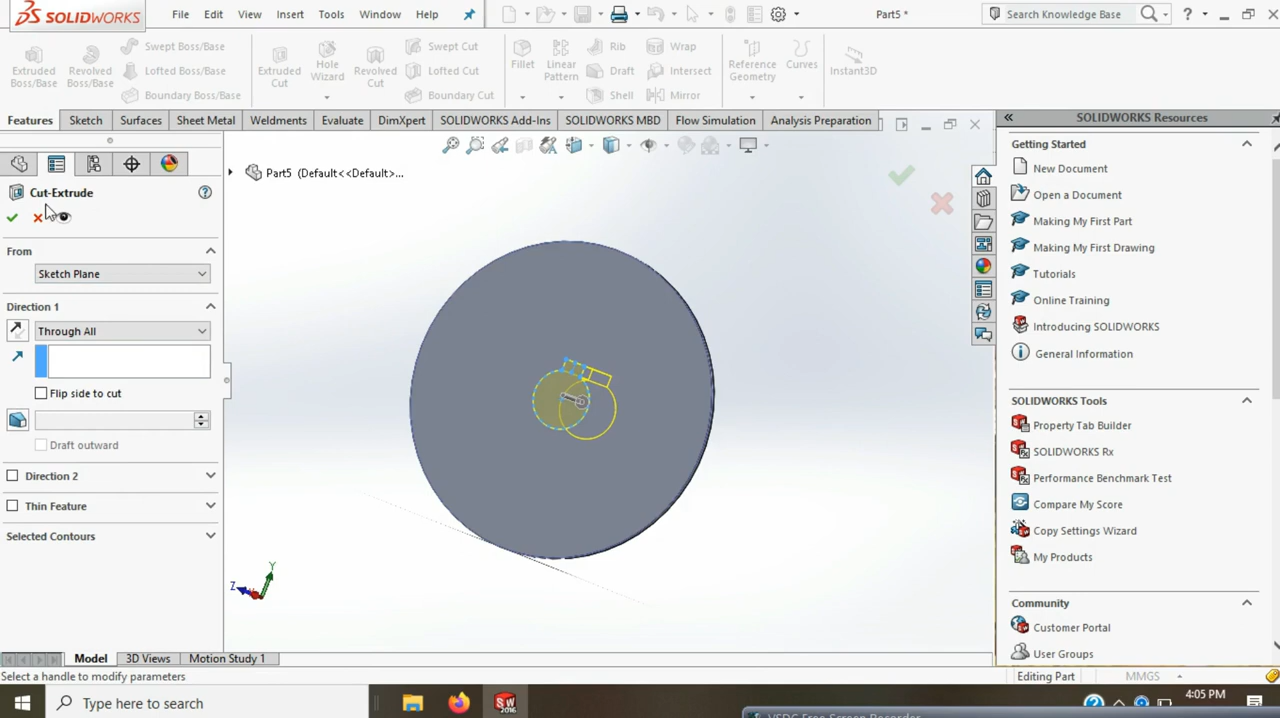 SOLIDWORKS
File Edit View Insert Tools Window Help
Part5 *
Search Knowledge Base
?
Extruded Boss/Base
Revolved Boss/Base
Swept Boss/Base
Lofted Boss/Base
Boundary Boss/Base
Extruded Cut
Hole Wizard
Revolved Cut
Swept Cut
Lofted Cut
Boundary Cut
Fillet
Linear Pattern
Rib
Draft
Shell
Wrap
Intersect
Mirror
Reference Geometry
Curves
Instant3D
Features Sketch Surfaces Sheet Metal Weldments Evaluate DimXpert SOLIDWORKS Add-Ins SOLIDWORKS MBD Flow Simulation Analysis Preparation
Cut-Extrude
From
Sketch Plane
Direction 1
Through All
Flip side to cut
Draft outward
Direction 2
Thin Feature
Selected Contours
Part5 (Default<<Default>...
Y
Z
SOLIDWORKS Resources
Getting Started
New Document
Open a Document
Making My First Part
Making My First Drawing
Tutorials
Online Training
Introducing SOLIDWORKS
General Information
SOLIDWORKS Tools
Property Tab Builder
SOLIDWORKS Rx
Performance Benchmark Test
Compare My Score
Copy Settings Wizard
My Products
Community
Customer Portal
User Groups
Model 3D Views Motion Study 1
Select a handle to modify parameters
Editing Part
MMGS
Type here to search
SW
2016
VSDC Free Screen Recorder
4:05 PM